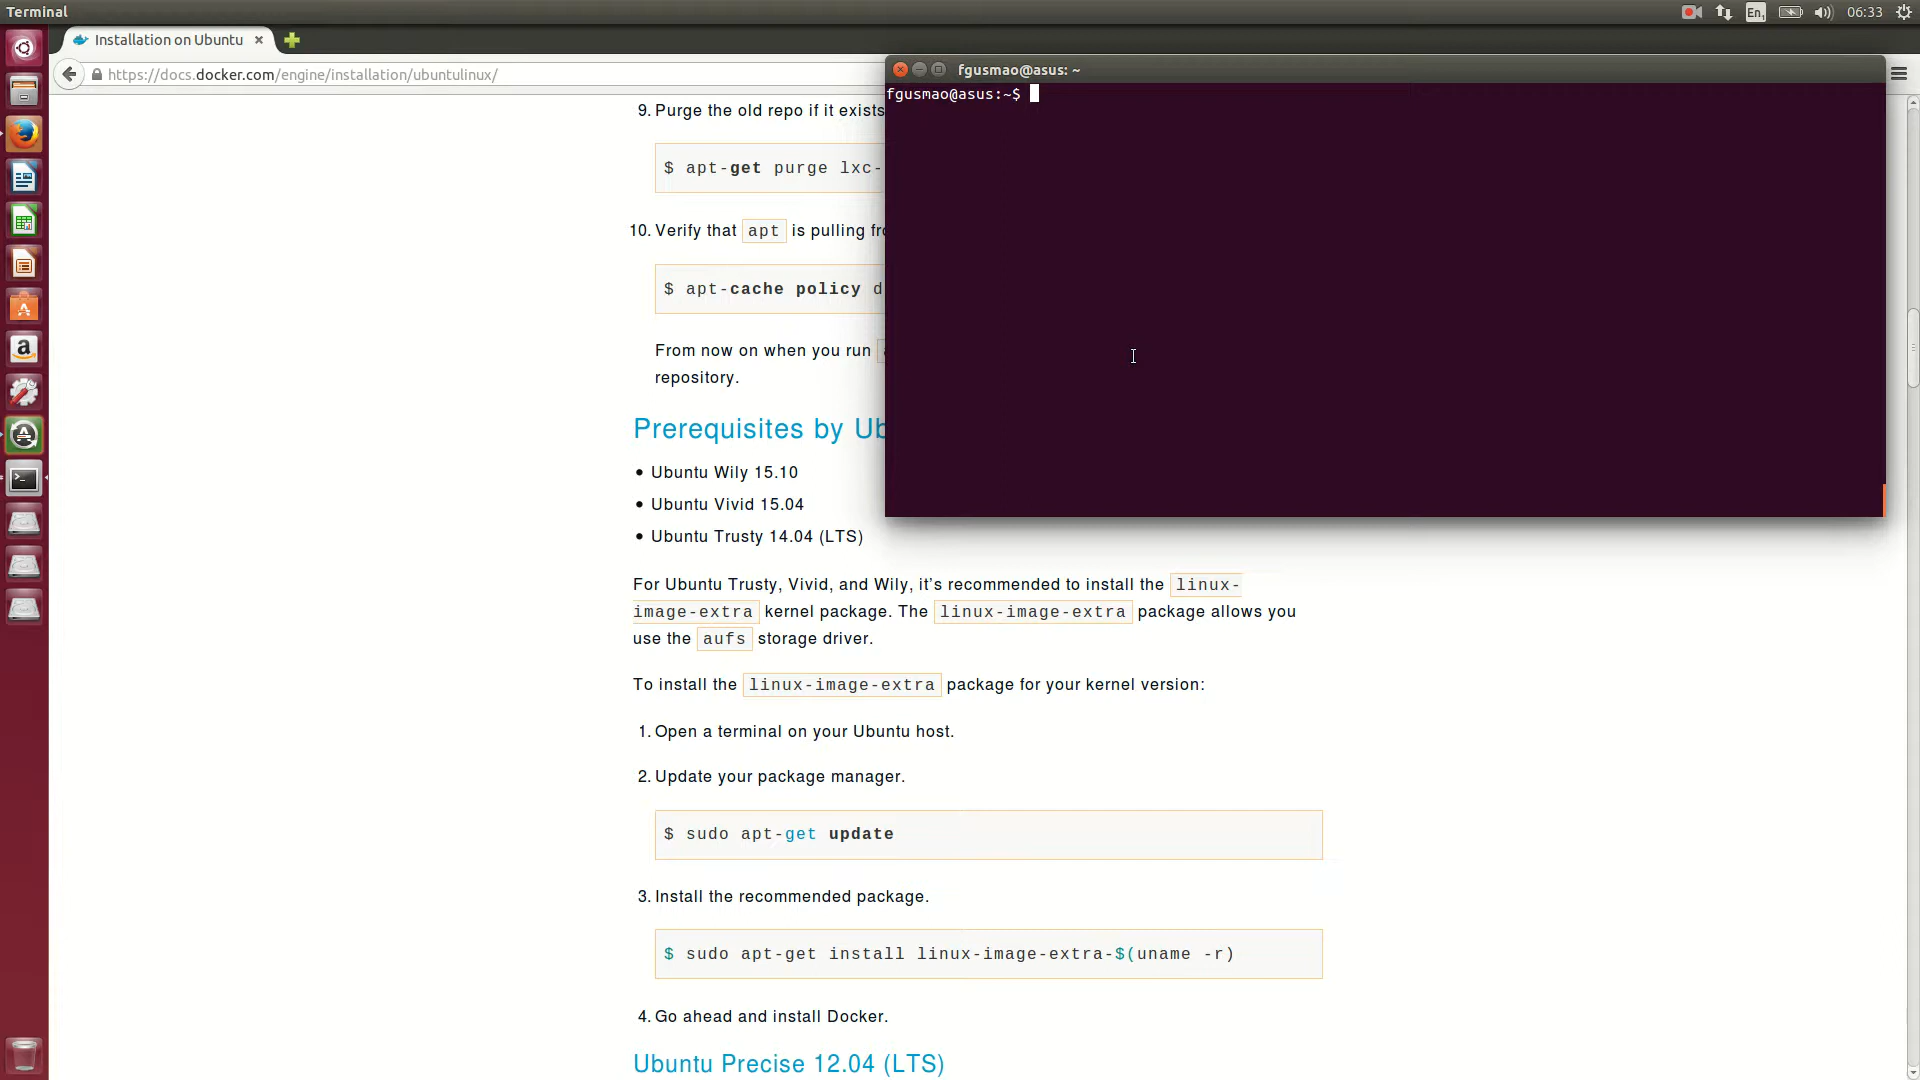 Terminal
En
06:33
Installation on Ubuntu
https://docs.docker.com/engine/installation/ubuntulinux/
fgusmao@asus: ~
fgusmao@asus:~$
9. Purge the old repo if it exists
$ apt-get purge lxc-
10. Verify that apt is pulling
$ apt-cache policy
From now on when you run
repository.
Prerequisites by
• Ubuntu Wily 15.10
• Ubuntu Vivid 15.04
• Ubuntu Trusty 14.04 (LTS)
For Ubuntu Trusty, Vivid, and Wily, it’s recommended to install the linux-
image-extra kernel package. The linux-image-extra package allows you
use the aufs storage driver.
To install the linux-image-extra package for your kernel version:
1. Open a terminal on your Ubuntu host.
2. Update your package manager.
$ sudo apt-get update
3. Install the recommended package.
$ sudo apt-get install linux-image-extra-$(uname -r)
4. Go ahead and install Docker.
Ubuntu Precise 12.04 (LTS)